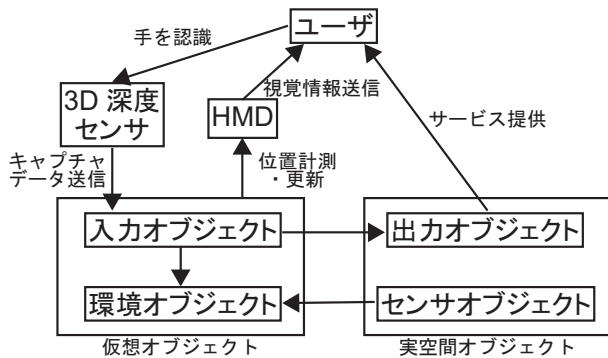 ユーザ
手を認識
3D 深度
センサ
HMD
視覚情報送信
サービス提供
キャプチャ
データ送信
位置計測
・更新
入力オブジェクト
出力オブジェクト
環境オブジェクト
センサオブジェクト
仮想オブジェクト
実空間オブジェクト